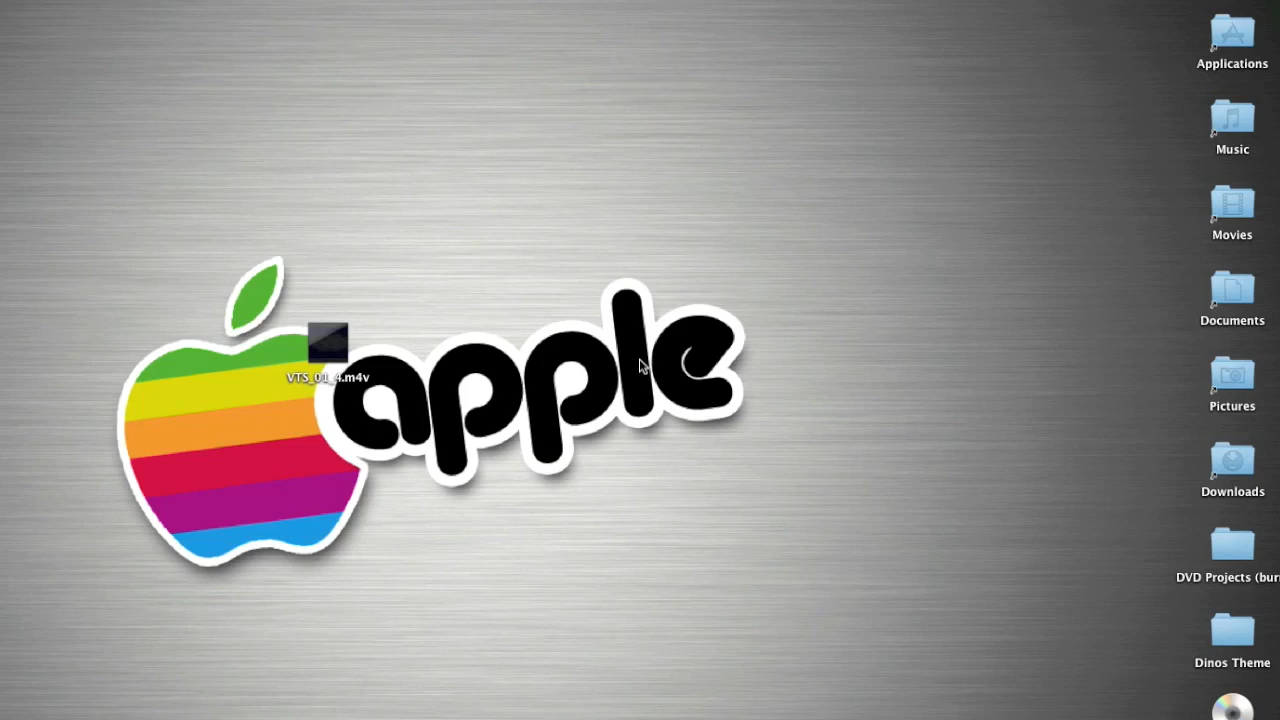 Applications
Music
Movies
Documents
Pictures
Downloads
DVD Projects (bur
Dinos Theme
apple
VTS_01_4.m4v